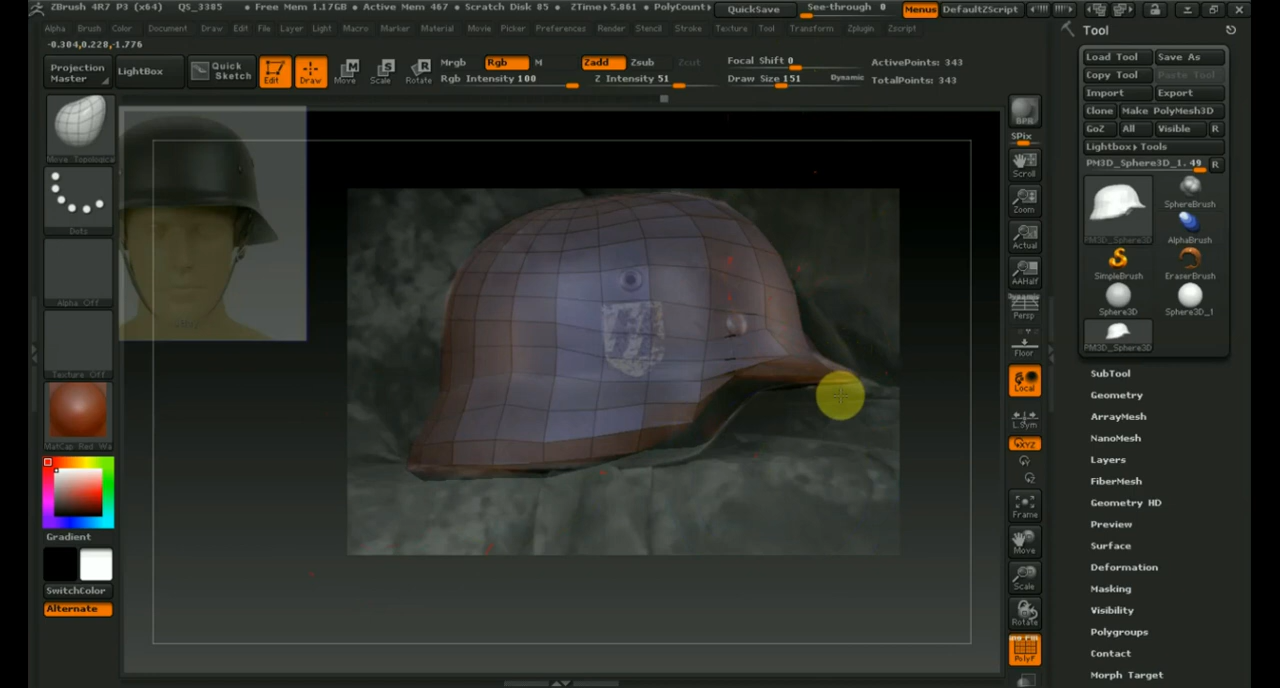 ZBrush 4R7 P3 (x64) QS_3385 • Free Mem 1.17GB • Active Mem 467 • Scratch Disk 85 • ZTime▸5.861 • PolyCount▸ QuickSave See-through 0 Menus DefaultZScript
Alpha Brush Color Document Draw Edit File Layer Light Macro Marker Material Movie Picker Preferences Render Stencil Stroke Texture Tool Transform Zplugin Zscript
-0.304,0.228,-1.776
Projection Master LightBox Quick Sketch Edit Draw Move Scale Rotate
Mrgb Rgb M Zadd Zsub Zcut Focal Shift 0 ActivePoints: 343
Rgb Intensity 100 Z Intensity 51 Draw Size 151 Dynamic TotalPoints: 343
Move Topologica
Dots
Alpha Off
Texture Off
MatCap Red Wa
Gradient
SwitchColor
Alternate
BPR
SPix
Scroll
Zoom
Actual
AAHalf
Dynamic
Persp
Floor
Local
L.Sym
XYZ
Frame
Move
Scale
Rotate
PolyF
Tool
Load Tool Save As
Copy Tool Paste Tool
Import Export
Clone Make PolyMesh3D
GoZ All Visible R
Lightbox▸Tools
PM3D_Sphere3D_1. 49 R
PM3D_Sphere3D SphereBrush
AlphaBrush
SimpleBrush EraserBrush
Sphere3D Sphere3D_1
PM3D_Sphere3D
SubTool
Geometry
ArrayMesh
NanoMesh
Layers
FiberMesh
Geometry HD
Preview
Surface
Deformation
Masking
Visibility
Polygroups
Contact
Morph Target